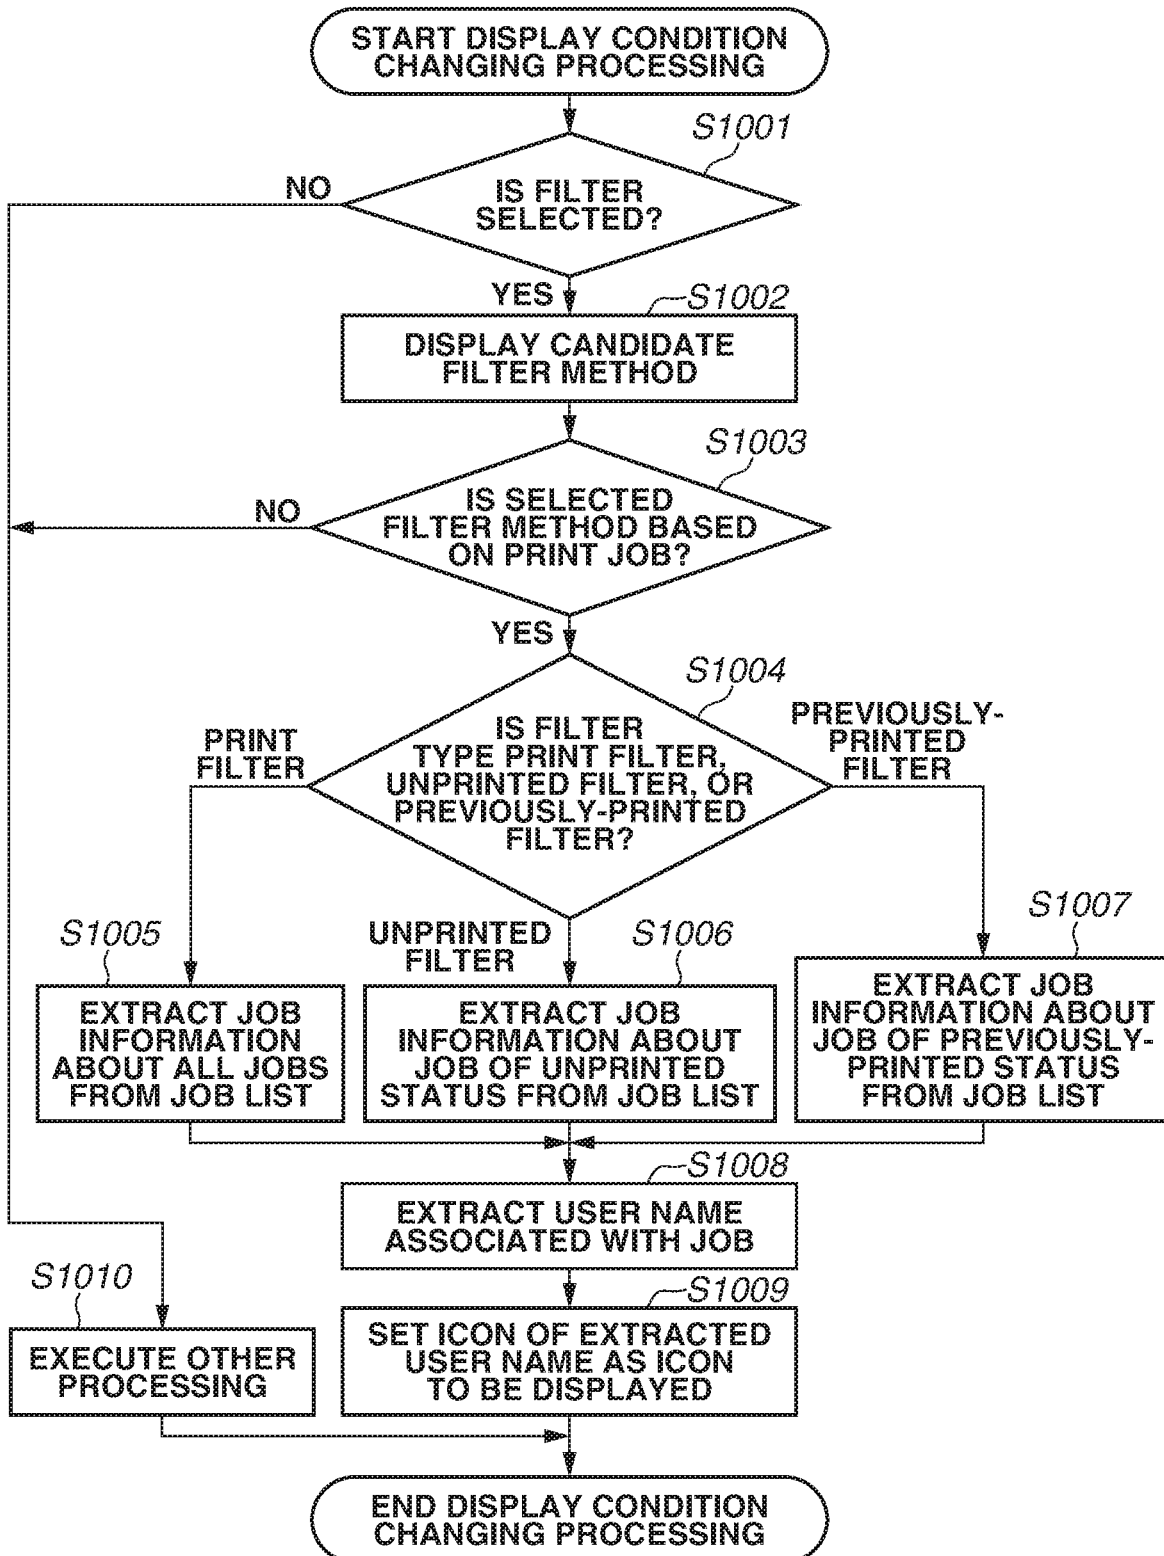 START DISPLAY CONDITION
CHANGING PROCESSING
S1001
NO
IS FILTER
SELECTED?
YES
S1002
DISPLAY CANDIDATE
FILTER METHOD
S1003
NO
IS SELECTED
FILTER METHOD BASED
ON PRINT JOB?
YES
S1004
PRINT
FILTER
IS FILTER
TYPE PRINT FILTER,
UNPRINTED FILTER, OR
PREVIOUSLY-PRINTED
FILTER?
PREVIOUSLY-
PRINTED
FILTER
S1005
UNPRINTED
FILTER
S1006
S1007
EXTRACT JOB
INFORMATION
ABOUT ALL JOBS
FROM JOB LIST
EXTRACT JOB
INFORMATION ABOUT
JOB OF UNPRINTED
STATUS FROM JOB LIST
EXTRACT JOB
INFORMATION ABOUT
JOB OF PREVIOUSLY-
PRINTED STATUS
FROM JOB LIST
S1008
EXTRACT USER NAME
ASSOCIATED WITH JOB
S1010
EXECUTE OTHER
PROCESSING
S1009
SET ICON OF EXTRACTED
USER NAME AS ICON
TO BE DISPLAYED
END DISPLAY CONDITION
CHANGING PROCESSING